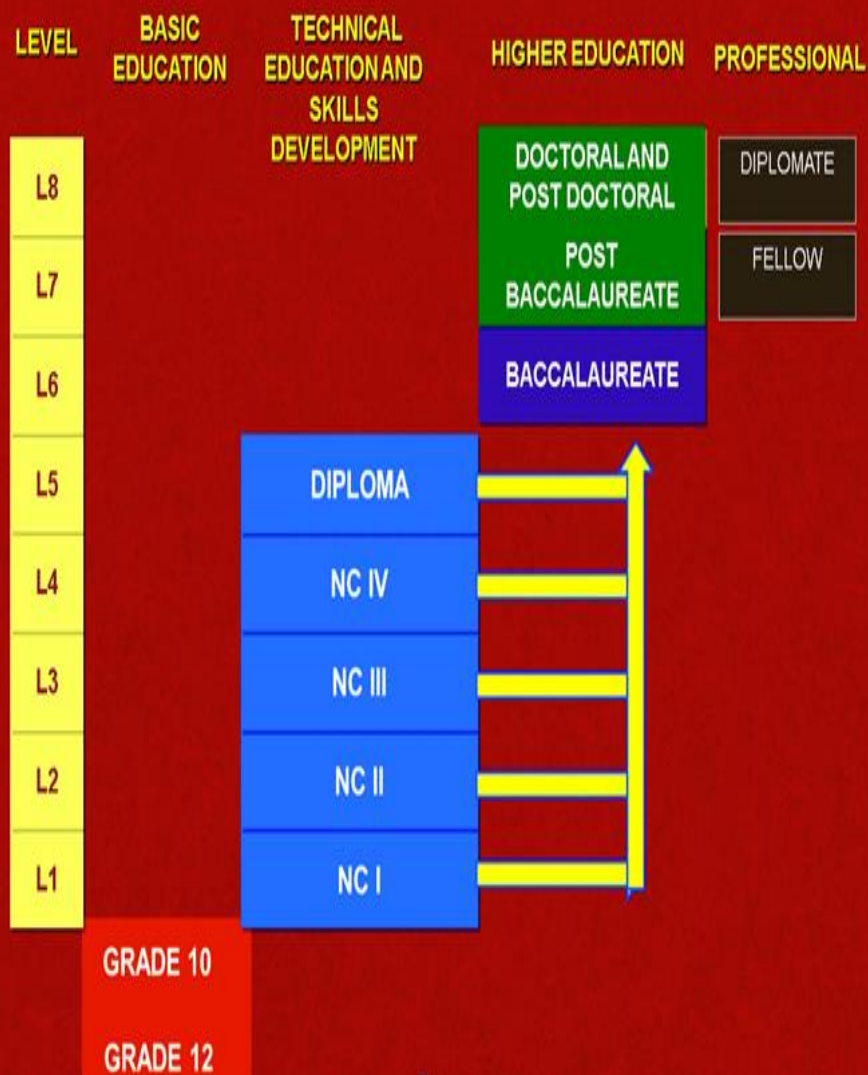 LEVEL
BASIC
EDUCATION
TECHNICAL
EDUCATION AND
SKILLS
DEVELOPMENT
HIGHER EDUCATION
PROFESSIONAL
L8
DOCTORAL AND
POST DOCTORAL
DIPLOMATE
L7
POST
BACCALAUREATE
FELLOW
L6
BACCALAUREATE
L5
DIPLOMA
L4
NC IV
L3
NC III
L2
NC II
L1
NC I
GRADE 10
GRADE 12